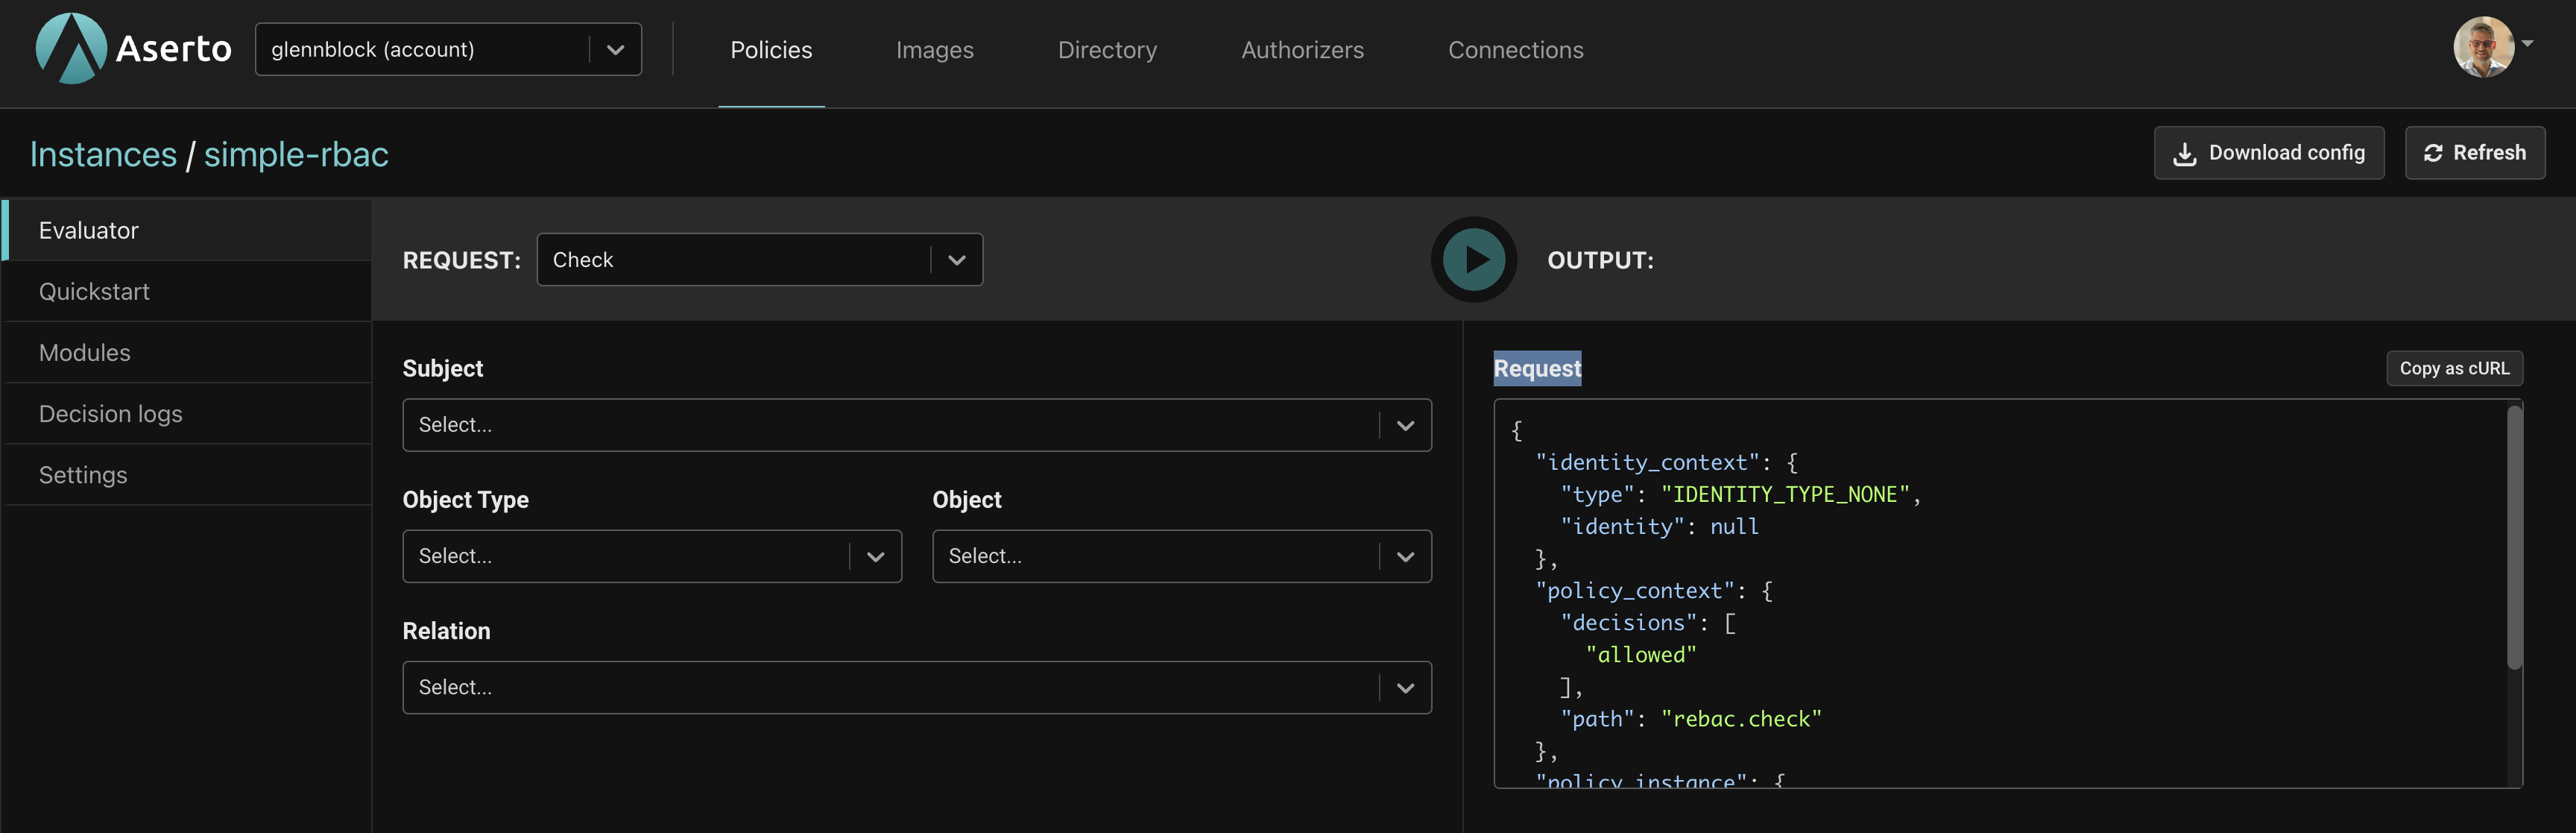 Aserto
glennblock (account)
Policies
Images
Directory
Authorizers
Connections
Instances / simple-rbac
Download config
Refresh
Evaluator
Quickstart
Modules
Decision logs
Settings
REQUEST:
Check
OUTPUT:
Subject
Select...
Object Type
Object
Select...
Select...
Relation
Select...
Request
Copy as cURL
{
  "identity_context": {
    "type": "IDENTITY_TYPE_NONE",
    "identity": null
  },
  "policy_context": {
    "decisions": [
      "allowed"
    ],
    "path": "rebac.check"
  },
  "policy_instance": {